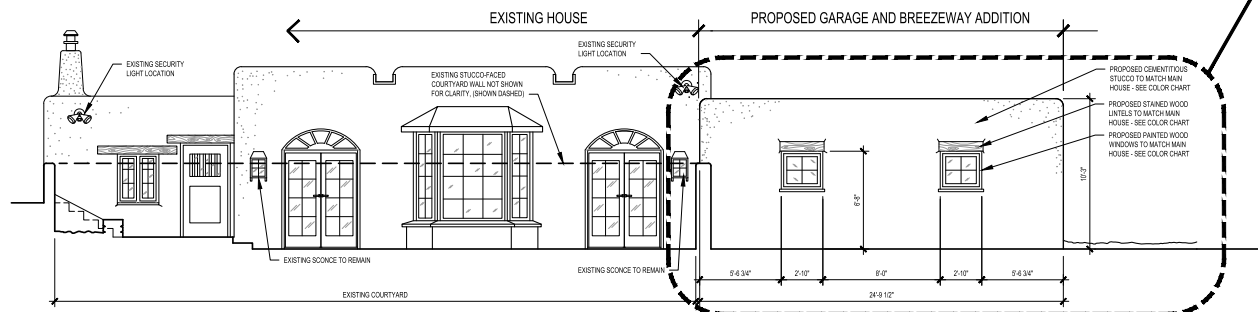 EXISTING HOUSE
PROPOSED GARAGE AND BREEZEWAY ADDITION
EXISTING SECURITY
LIGHT LOCATION
EXISTING SECURITY
LIGHT LOCATION
EXISTING STUCCO-FACED
COURTYARD WALL NOT SHOWN
FOR CLARITY, (SHOWN DASHED)
PROPOSED CEMENTITIOUS
STUCCO TO MATCH MAIN
HOUSE - SEE COLOR CHART
PROPOSED STAINED WOOD
LINTELS TO MATCH MAIN
HOUSE - SEE COLOR CHART
PROPOSED PAINTED WOOD
WINDOWS TO MATCH MAIN
HOUSE - SEE COLOR CHART
10'-3"
6'-8"
EXISTING SCONCE TO REMAIN
EXISTING SCONCE TO REMAIN
5'-6 3/4"
2'-10"
8'-0"
2'-10"
5'-6 3/4"
EXISTING COURTYARD
24'-9 1/2"